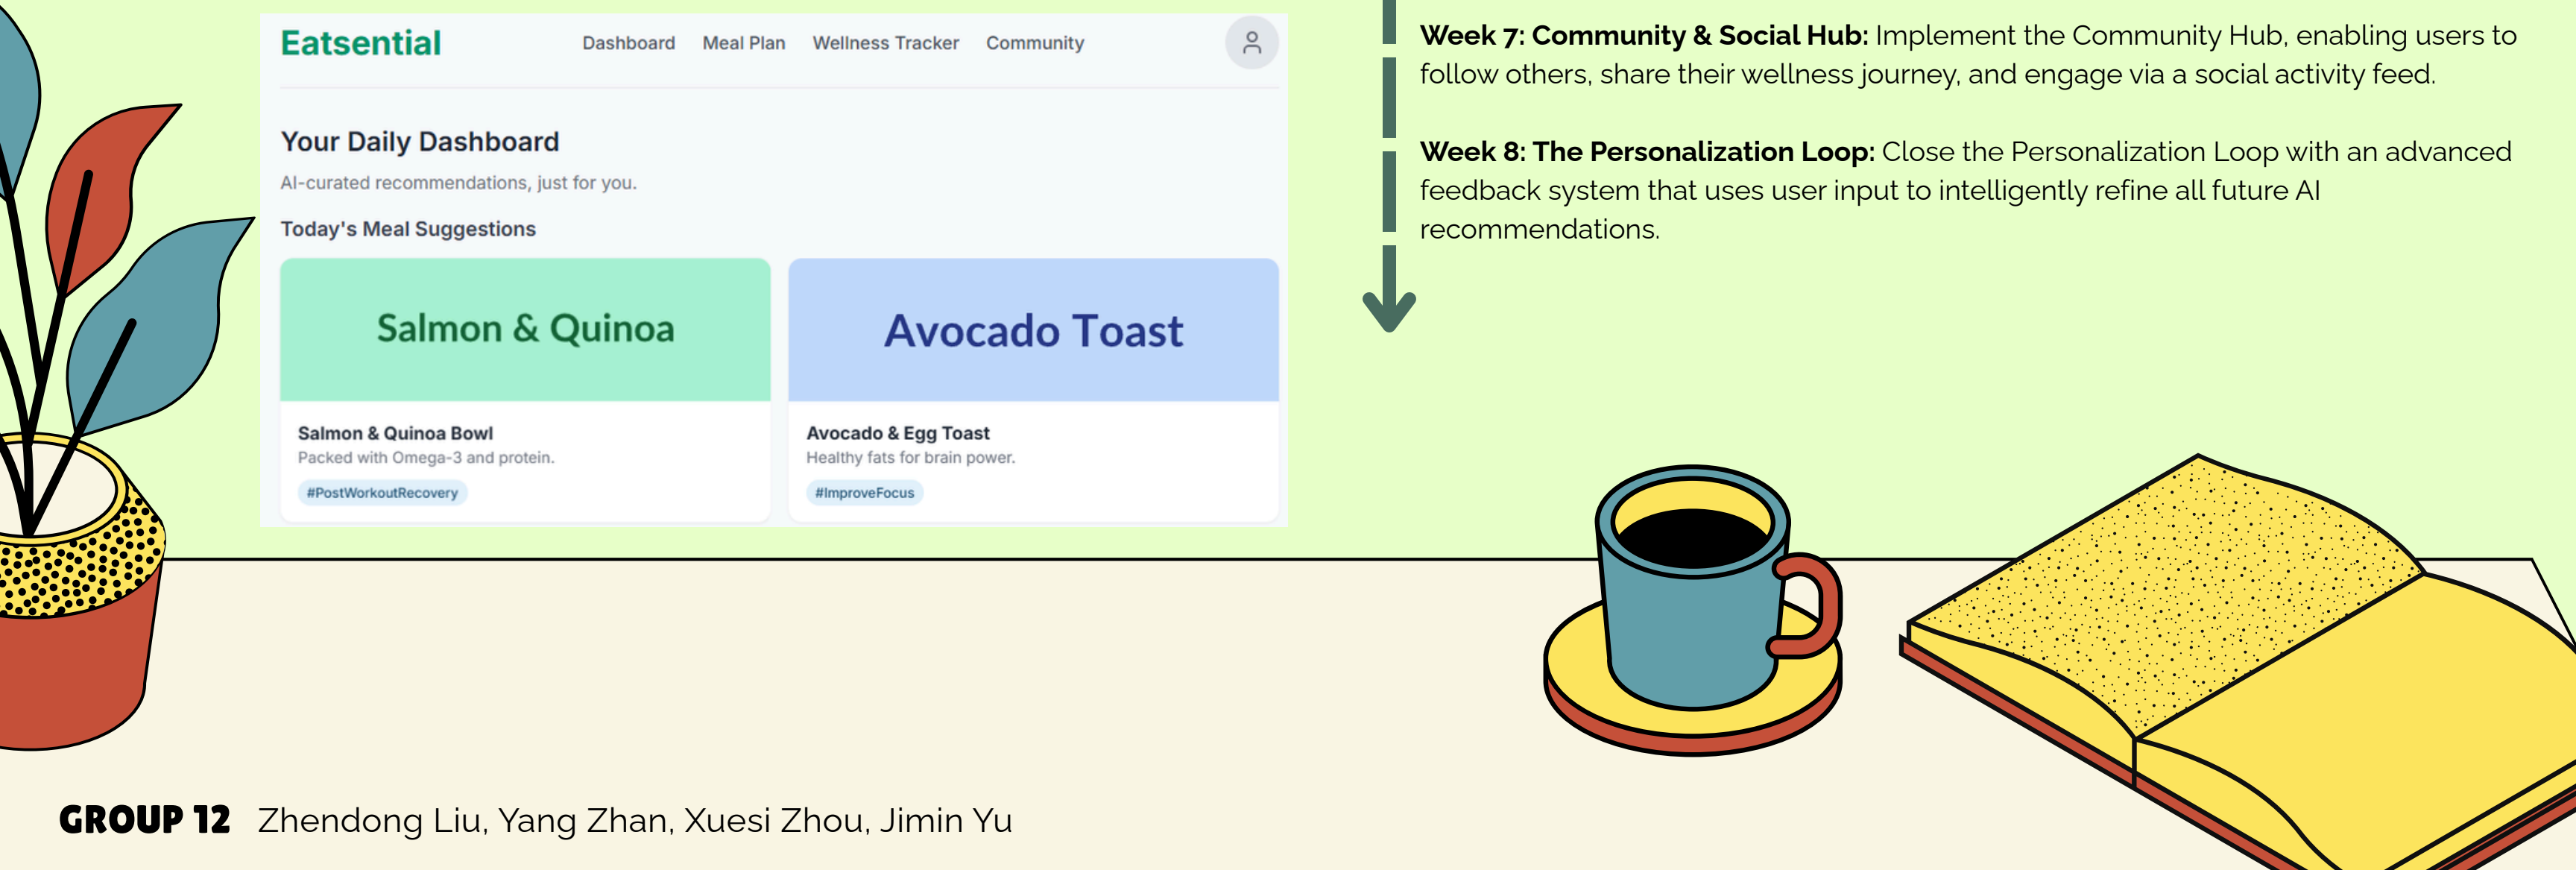 Eatsential
Dashboard Meal Plan Wellness Tracker Community
Your Daily Dashboard
AI-curated recommendations, just for you.
Today's Meal Suggestions
Salmon & Quinoa
Salmon & Quinoa Bowl
Packed with Omega-3 and protein.
#PostWorkoutRecovery
Avocado Toast
Avocado & Egg Toast
Healthy fats for brain power.
#ImproveFocus
Week 7: Community & Social Hub: Implement the Community Hub, enabling users to
follow others, share their wellness journey, and engage via a social activity feed.
Week 8: The Personalization Loop: Close the Personalization Loop with an advanced
feedback system that uses user input to intelligently refine all future AI
recommendations.
GROUP 12 Zhendong Liu, Yang Zhan, Xuesi Zhou, Jimin Yu